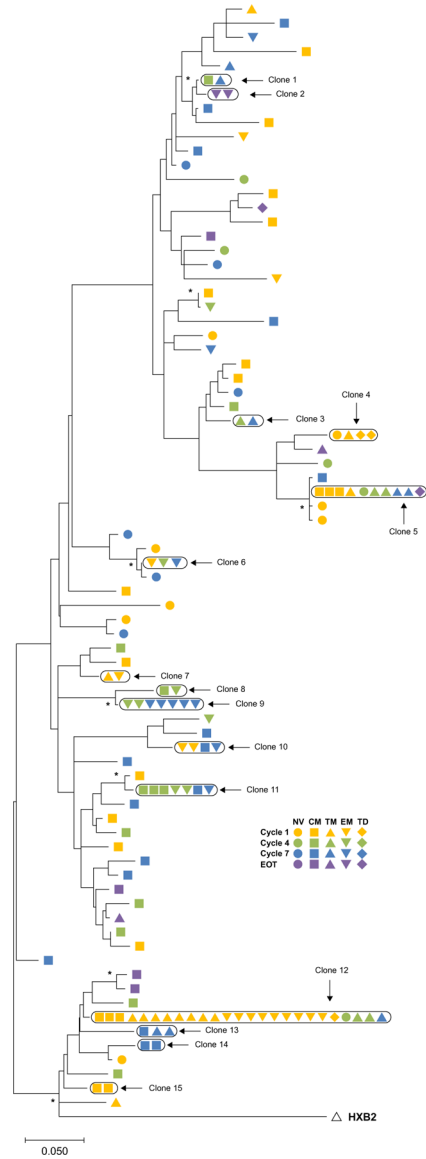 *
Clone 1
Clone 2
*
Clone 3
Clone 4
*
Clone 5
*
Clone 6
Clone 7
Clone 8
*
Clone 9
Clone 10
*
Clone 11
NV CM TM EM TD
Cycle 1
Cycle 4
Cycle 7
EOT
*
Clone 12
Clone 13
Clone 14
Clone 15
*
HXB2
0.050